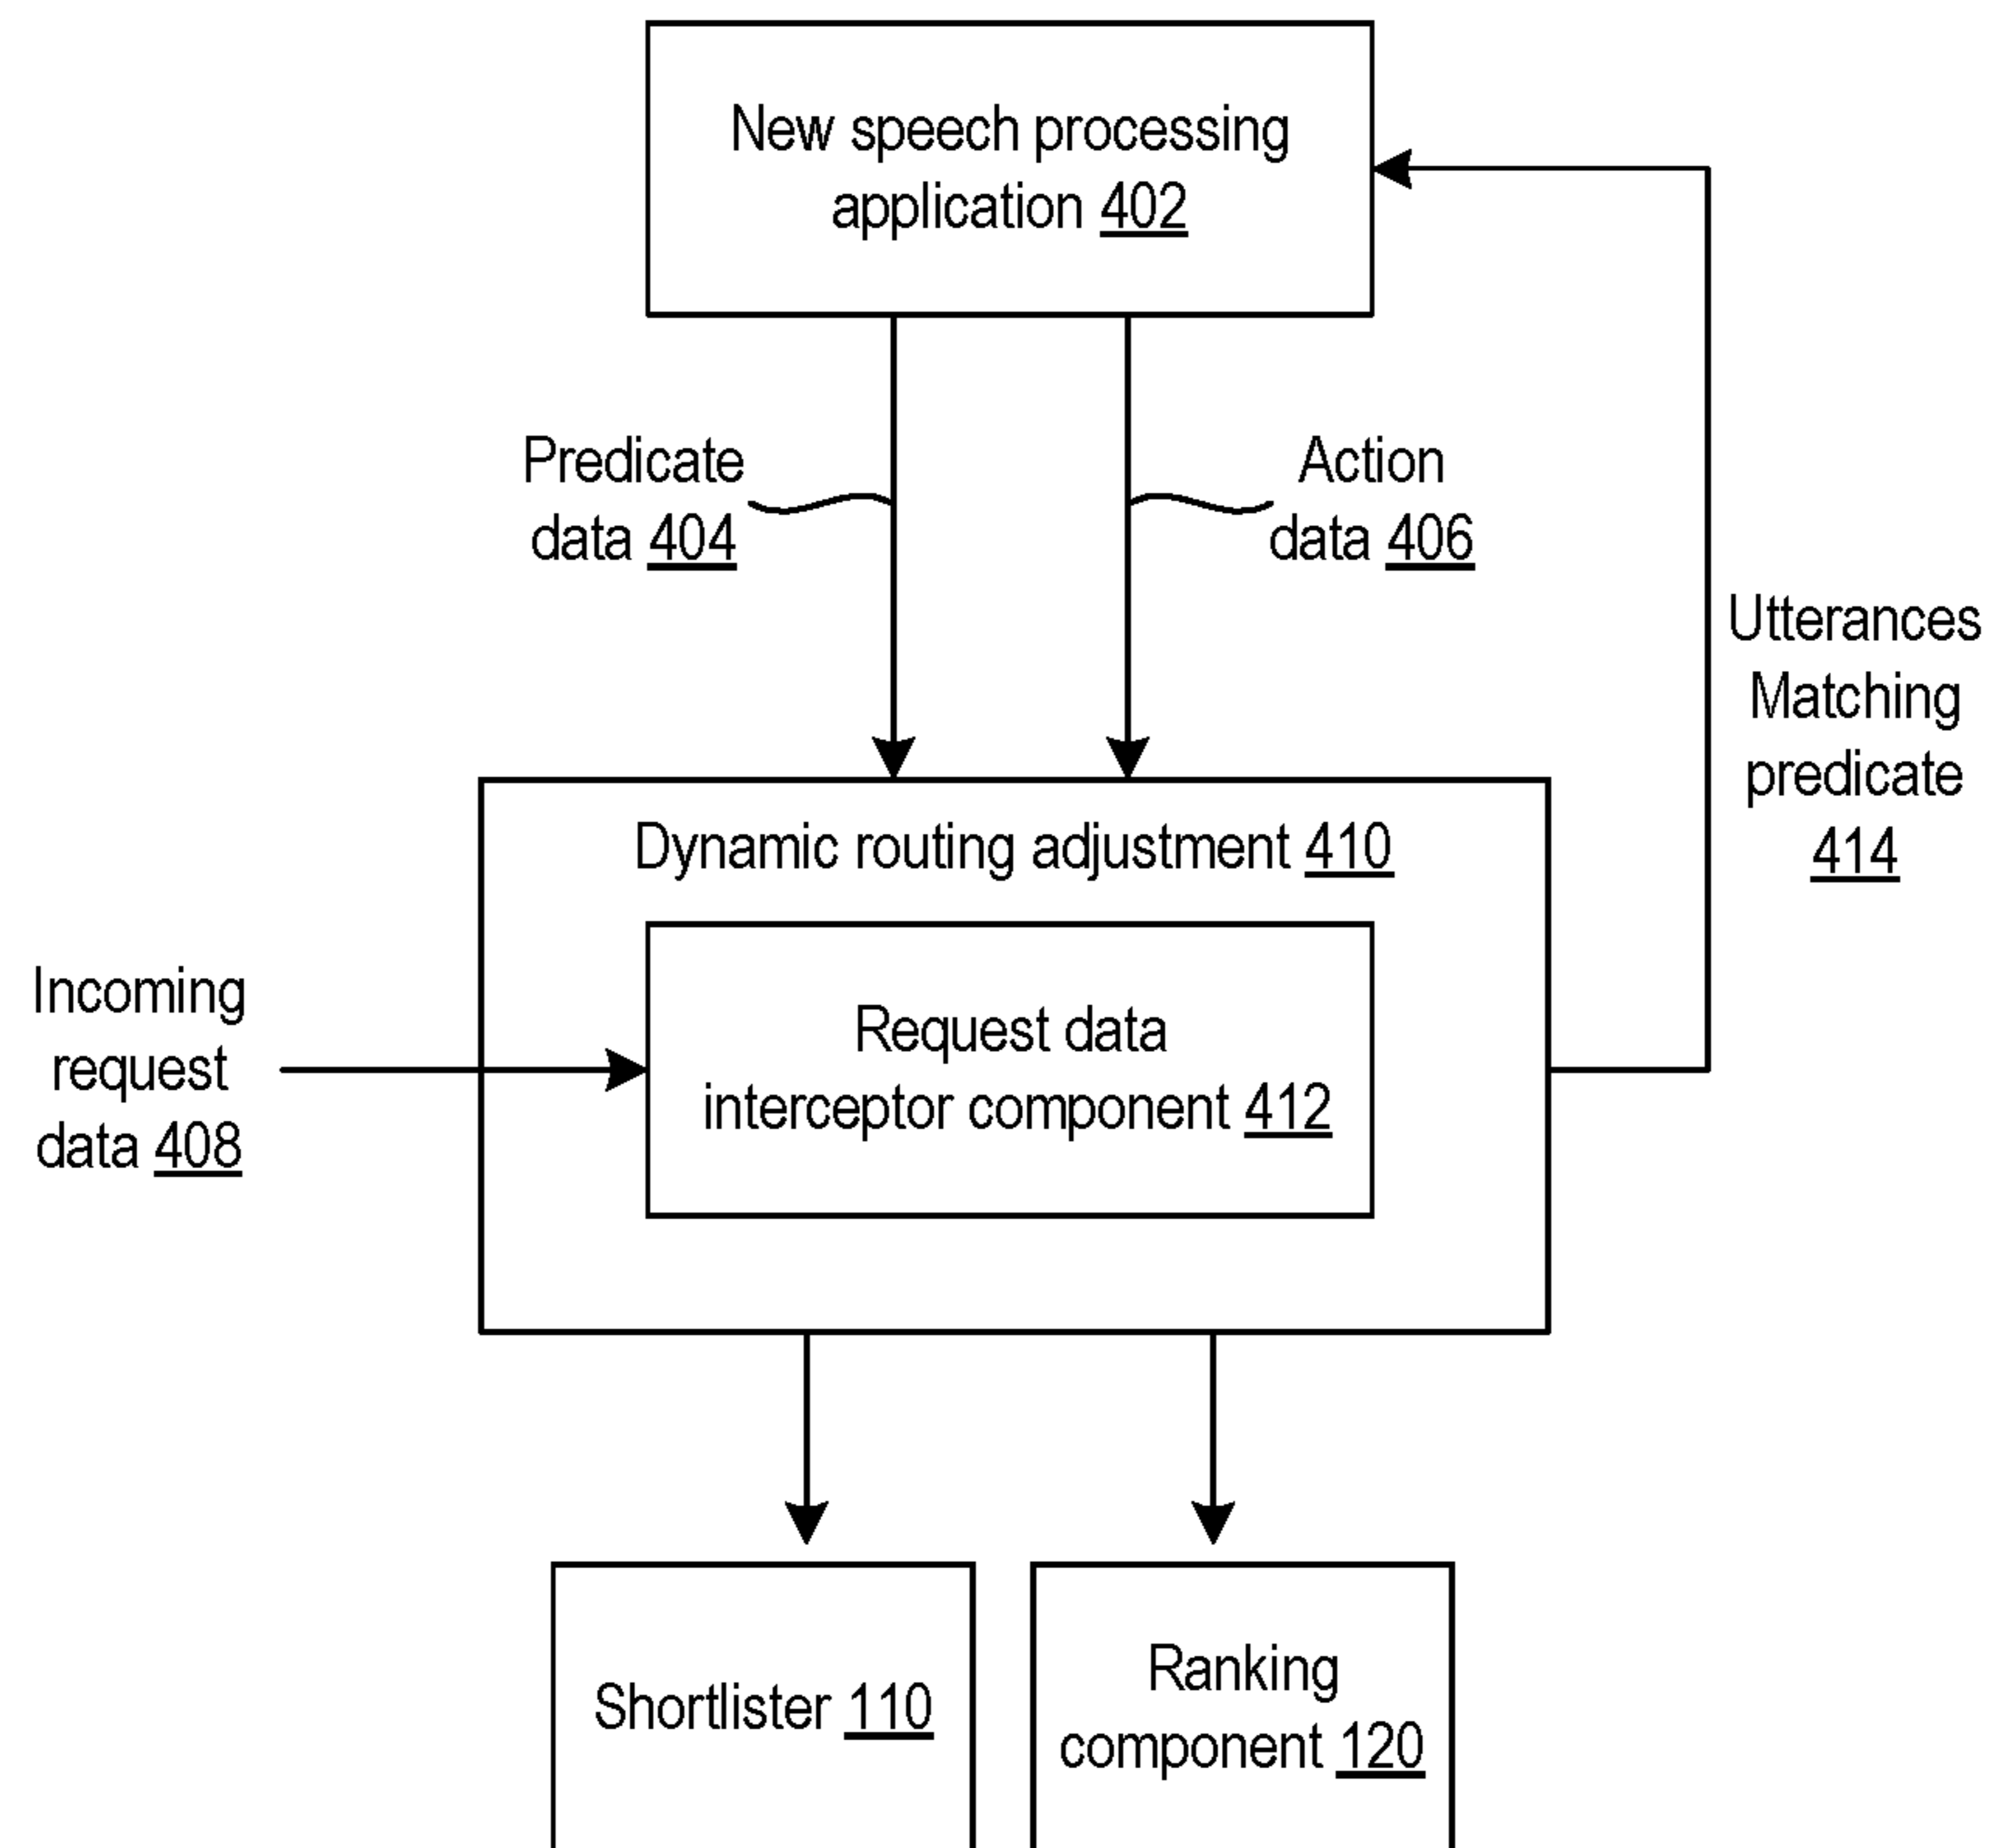 New speech processing
application 402
Predicate
data 404
Action
data 406
Utterances
Matching
predicate
414
Dynamic routing adjustment 410
Incoming
request
data 408
Request data
interceptor component 412
Shortlister 110
Ranking
component 120